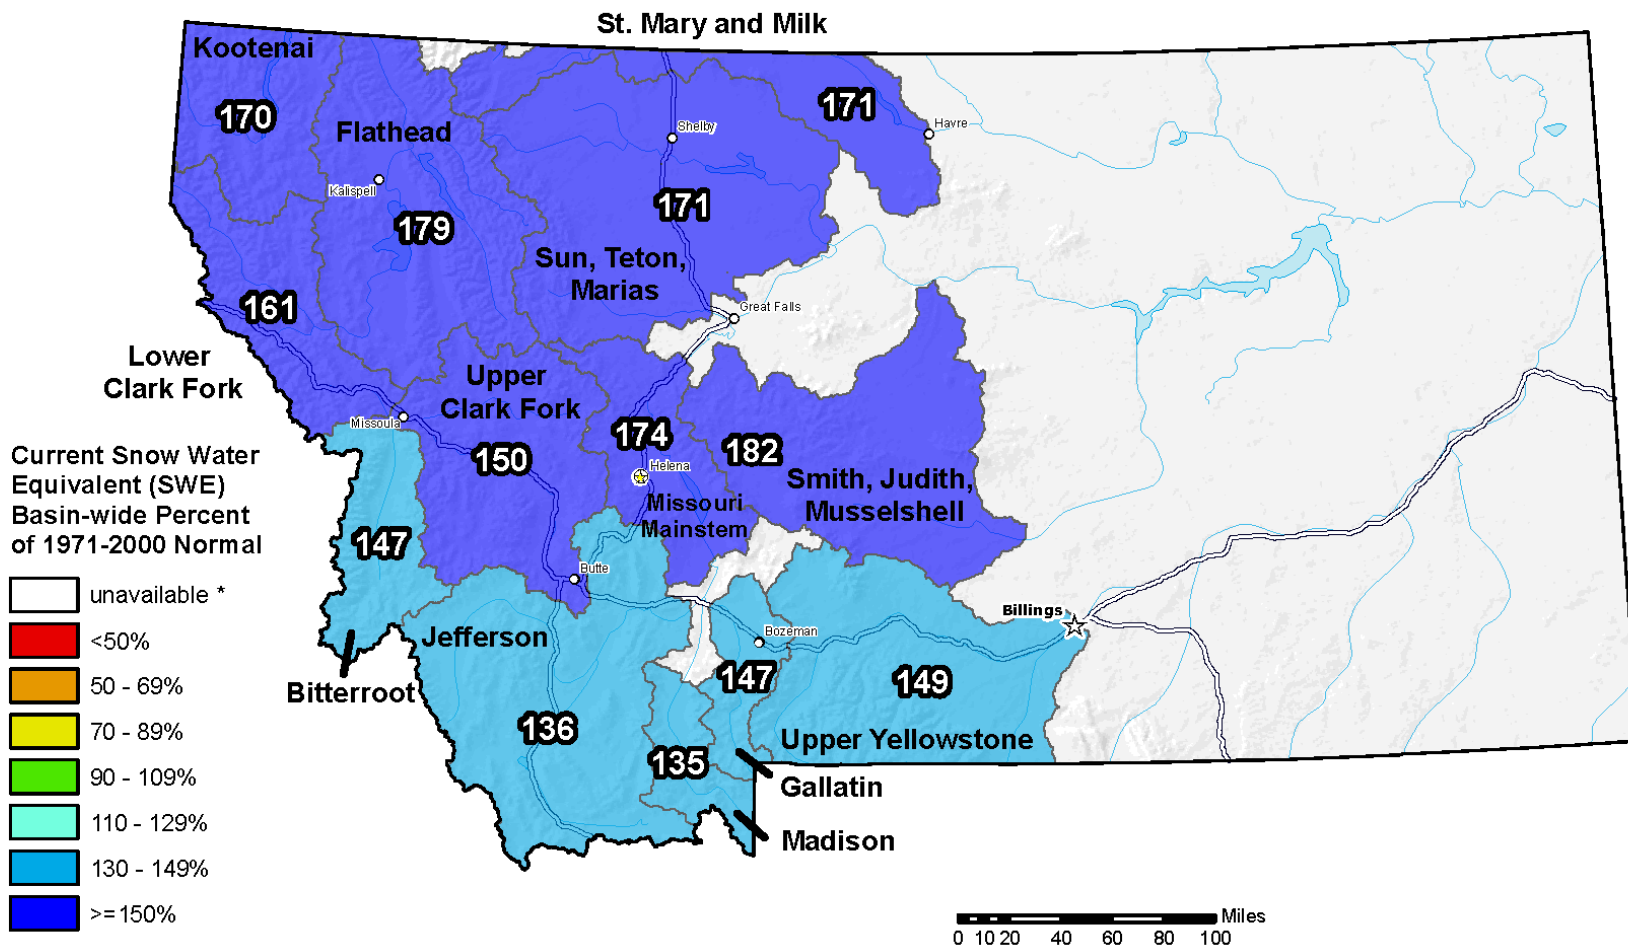 St. Mary and Milk
Kootenai
170
171
Flathead
Shelby
Havre
Kalispell
171
179
Sun, Teton,
Marias
161
Great Falls
Lower
Clark Fork
Upper
Clark Fork
Missoula
174
182
150
Helena
Smith, Judith,
Musselshell
Missouri
Mainstem
147
Butte
Billings
Jefferson
Bozeman
147
149
Bitterroot
136
Upper Yellowstone
135
Gallatin
Madison
Current Snow Water
Equivalent (SWE)
Basin-wide Percent
of 1971-2000 Normal
unavailable *
<50%
50 - 69%
70 - 89%
90 - 109%
110 - 129%
130 - 149%
>=150%
Miles
0 10 20 40 60 80 100